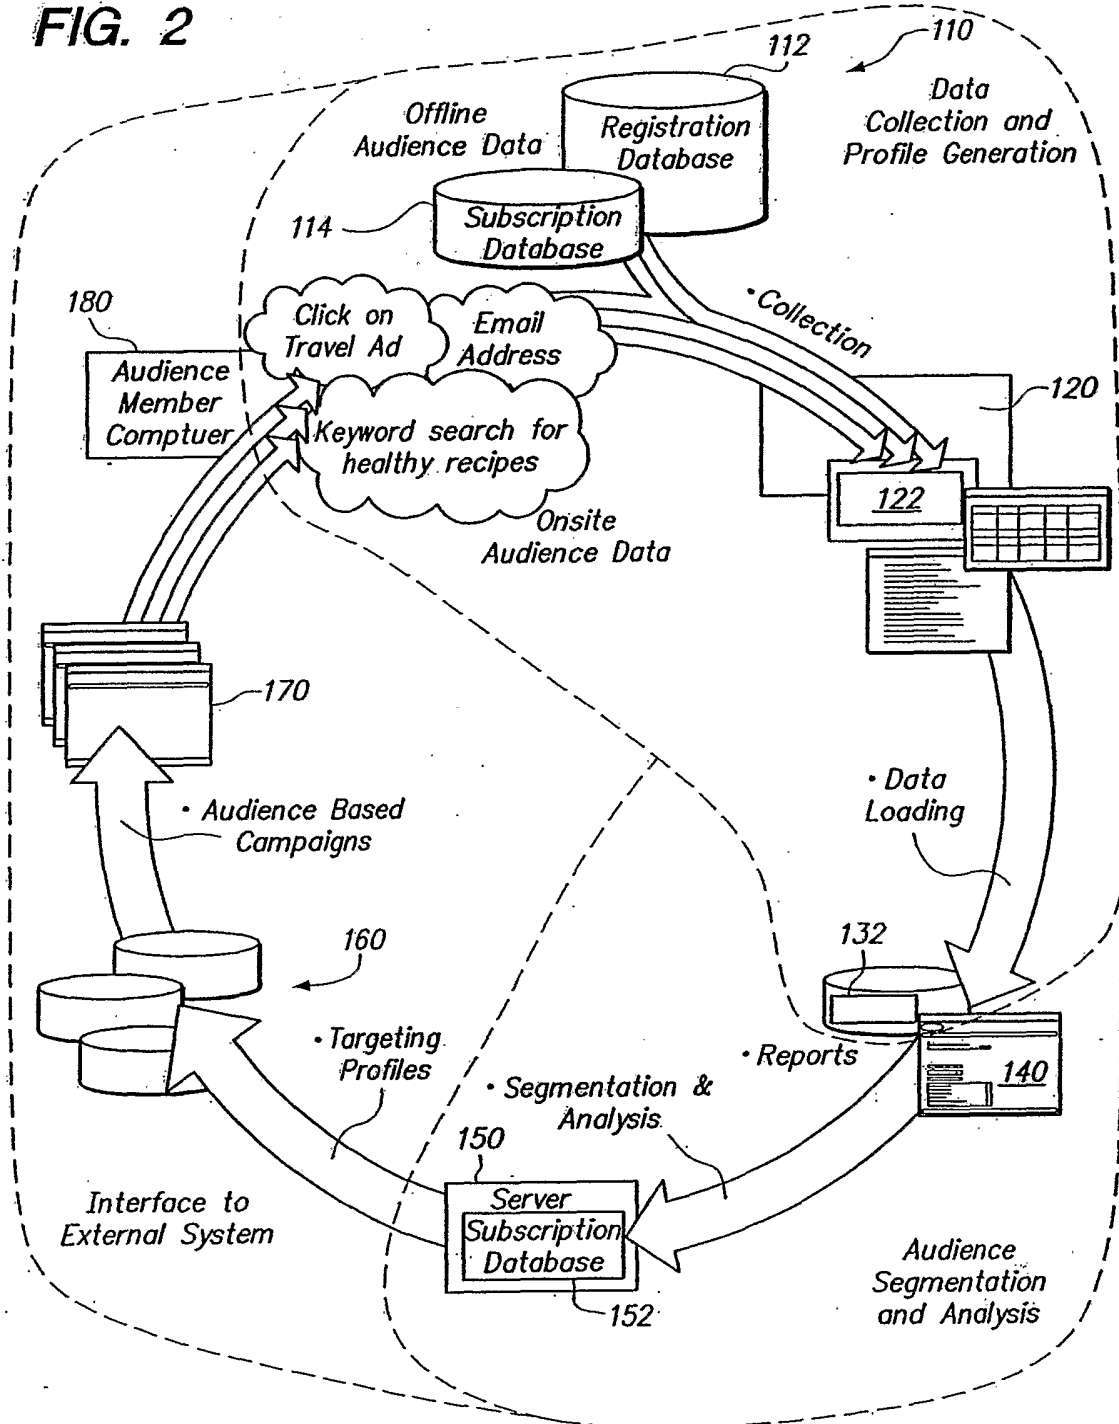 FIG. 2
110
112
Data
Collection and
Profile Generation
Offline
Audience Data
Registration
Database
114
Subscription
Database
180
Click on
Travel Ad
Email
Address
• Collection
Audience
Member
Comptuer
120
Keyword search for
healthy recipes
122
Onsite
Audience Data
170
• Data
Loading
• Audience Based
Campaigns
132
160
• Targeting
Profiles
• Reports
140
• Segmentation &
Analysis
150
Server
Subscription
Database
152
Interface to
External System
Audience
Segmentation
and Analysis